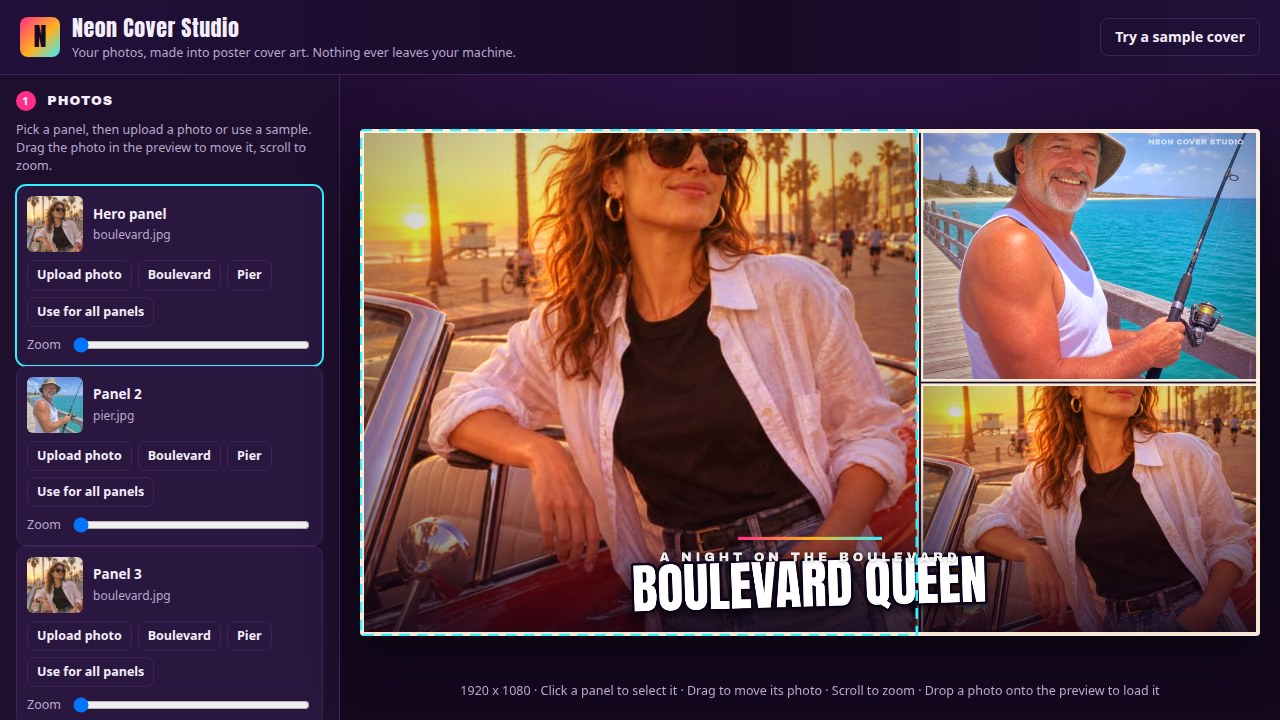 N
Neon Cover Studio
Your photos, made into poster cover art. Nothing ever leaves your machine.
Try a sample cover
1 PHOTOS
Pick a panel, then upload a photo or use a sample.
Drag the photo in the preview to move it, scroll to
zoom.
Hero panel
boulevard.jpg
Upload photo Boulevard Pier
Use for all panels
Zoom
Panel 2
pier.jpg
Upload photo Boulevard Pier
Use for all panels
Zoom
Panel 3
boulevard.jpg
Upload photo Boulevard Pier
Use for all panels
Zoom
NEON COVER STUDIO
A NIGHT ON THE BOULEVARD
BOULEVARD QUEEN
1920 x 1080 · Click a panel to select it · Drag to move its photo · Scroll to zoom · Drop a photo onto the preview to load it